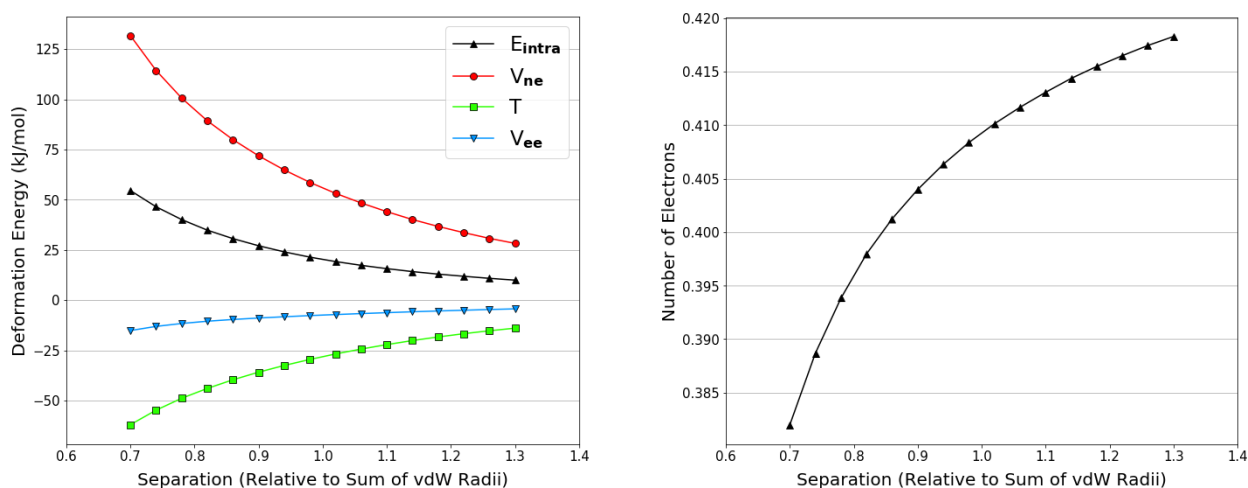 Deformation Energy (kJ/mol)
125
100
75
50
25
0
−25
−50
0.6 0.7 0.8 0.9 1.0 1.1 1.2 1.3 1.4
Separation (Relative to Sum of vdW Radii)
E_intra
V_ne
T
V_ee
Number of Electrons
0.420
0.415
0.410
0.405
0.400
0.395
0.390
0.385
0.6 0.7 0.8 0.9 1.0 1.1 1.2 1.3 1.4
Separation (Relative to Sum of vdW Radii)